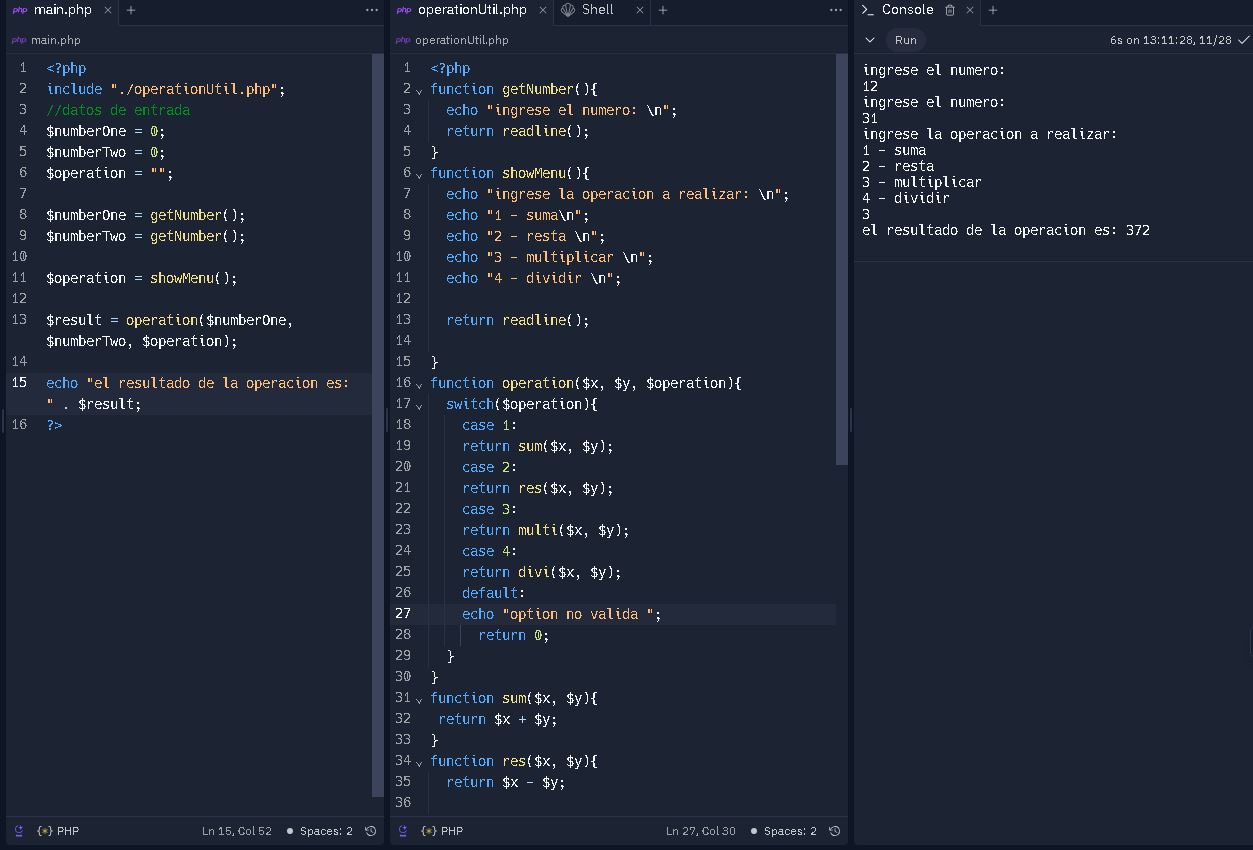 php main.php × + ...
php main.php
1 <?php
2 include "./operationUtil.php";
3 //datos de entrada
4 $numberOne = 0;
5 $numberTwo = 0;
6 $operation = "";
7
8 $numberOne = getNumber();
9 $numberTwo = getNumber();
10
11 $operation = showMenu();
12
13 $result = operation($numberOne,
$numberTwo, $operation);
14
15 echo "el resultado de la operacion es:
" . $result;
16 ?>
PHP Ln 15, Col 52 Spaces: 2
php operationUtil.php × Shell × + ...
php operationUtil.php
1 <?php
2 function getNumber(){
3 echo "ingrese el numero: \n";
4 return readline();
5 }
6 function showMenu(){
7 echo "ingrese la operacion a realizar: \n";
8 echo "1 - suma\n";
9 echo "2 - resta \n";
10 echo "3 - multiplicar \n";
11 echo "4 - dividir \n";
12
13 return readline();
14
15 }
16 function operation($x, $y, $operation){
17 switch($operation){
18 case 1:
19 return sum($x, $y);
20 case 2:
21 return res($x, $y);
22 case 3:
23 return multi($x, $y);
24 case 4:
25 return divi($x, $y);
26 default:
27 echo "option no valida ";
28 return 0;
29 }
30 }
31 function sum($x, $y){
32 return $x + $y;
33 }
34 function res($x, $y){
35 return $x - $y;
36
PHP Ln 27, Col 30 Spaces: 2
Console × +
Run 6s on 13:11:28, 11/28
ingrese el numero:
12
ingrese el numero:
31
ingrese la operacion a realizar:
1 - suma
2 - resta
3 - multiplicar
4 - dividir
3
el resultado de la operacion es: 372